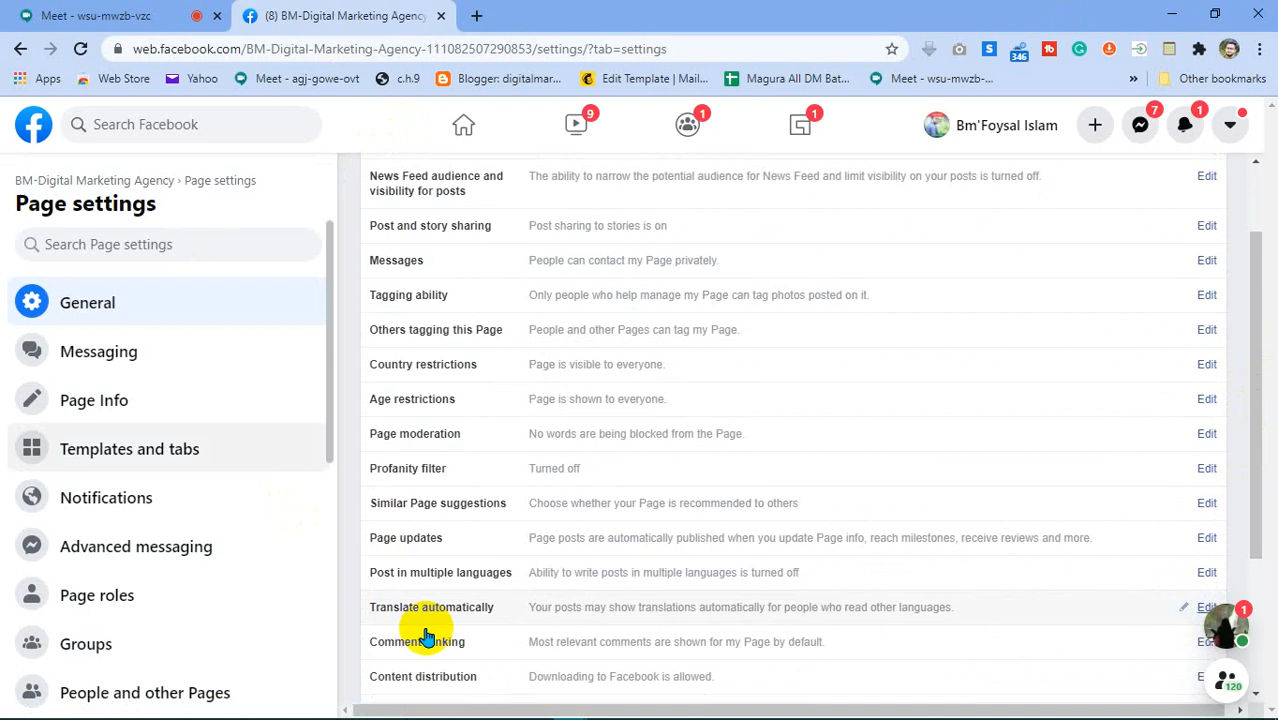 Meet - wsu-mwzb-vzc
(8) BM-Digital Marketing Agency
web.facebook.com/BM-Digital-Marketing-Agency-111082507290853/settings/?tab=settings
346
Apps
Web Store
Yahoo
Meet - agj-gowe-ovt
c.h.9
Blogger: digitalmar...
Edit Template | Mail...
Magura All DM Bat...
Meet - wsu-mwzb-...
»
Other bookmarks
Search Facebook
9
1
1
Bm'Foysal Islam
7
1
BM-Digital Marketing Agency › Page settings
Page settings
Search Page settings
General
Messaging
Page Info
Templates and tabs
Notifications
Advanced messaging
Page roles
Groups
People and other Pages
News Feed audience and
visibility for posts
The ability to narrow the potential audience for News Feed and limit visibility on your posts is turned off.
Edit
Post and story sharing
Post sharing to stories is on
Edit
Messages
People can contact my Page privately.
Edit
Tagging ability
Only people who help manage my Page can tag photos posted on it.
Edit
Others tagging this Page
People and other Pages can tag my Page.
Edit
Country restrictions
Page is visible to everyone.
Edit
Age restrictions
Page is shown to everyone.
Edit
Page moderation
No words are being blocked from the Page.
Edit
Profanity filter
Turned off
Edit
Similar Page suggestions
Choose whether your Page is recommended to others
Edit
Page updates
Page posts are automatically published when you update Page info, reach milestones, receive reviews and more.
Edit
Post in multiple languages
Ability to write posts in multiple languages is turned off
Edit
Translate automatically
Your posts may show translations automatically for people who read other languages.
Edit
Comment ranking
Most relevant comments are shown for my Page by default.
Content distribution
Downloading to Facebook is allowed.
1
120